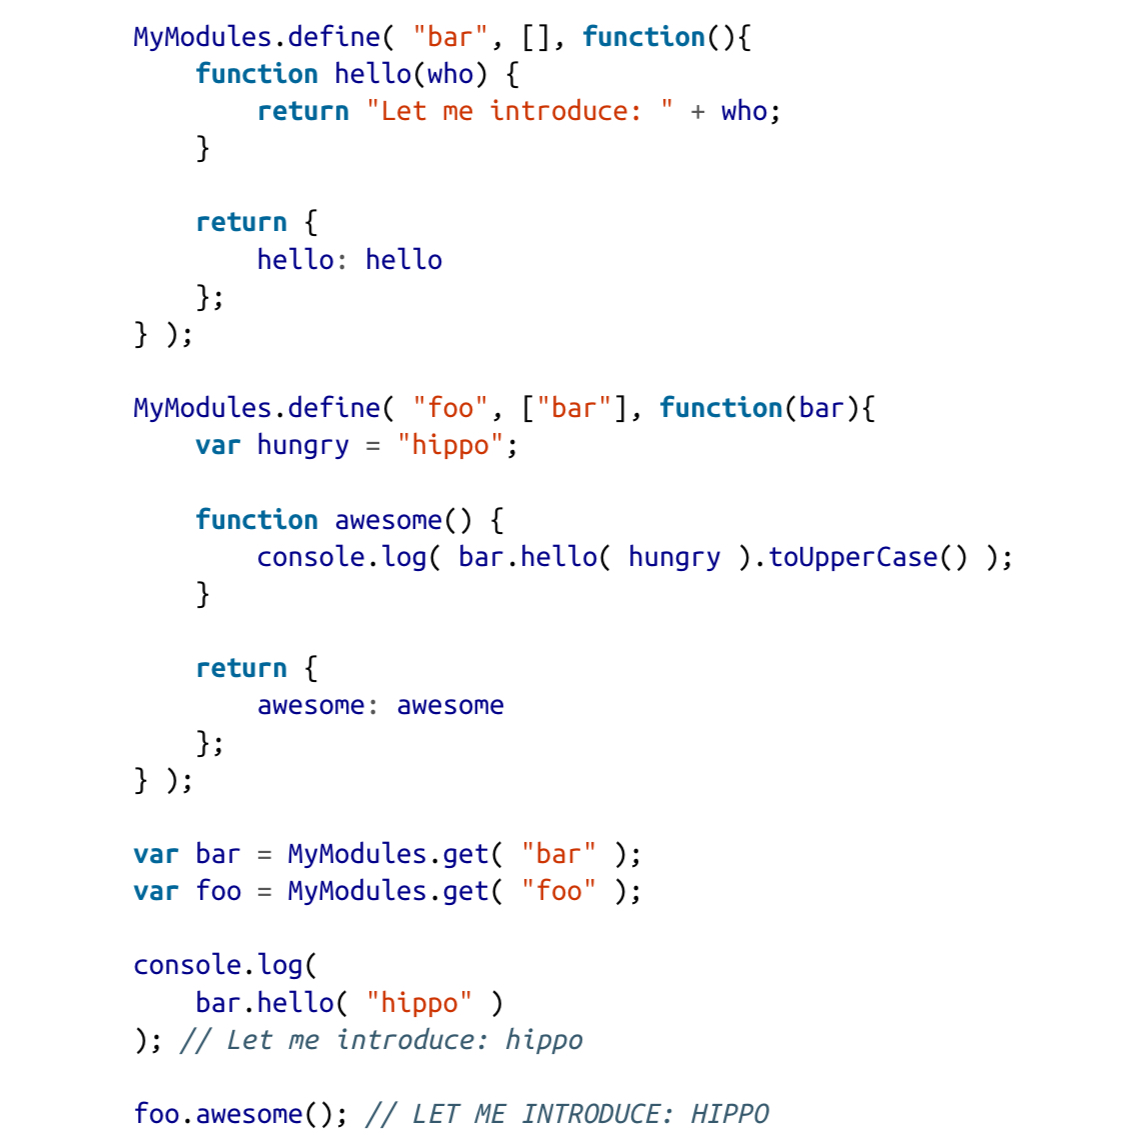 MyModules.define( "bar", [], function(){
    function hello(who) {
        return "Let me introduce: " + who;
    }

    return {
        hello: hello
    };
} );

MyModules.define( "foo", ["bar"], function(bar){
    var hungry = "hippo";

    function awesome() {
        console.log( bar.hello( hungry ).toUpperCase() );
    }

    return {
        awesome: awesome
    };
} );

var bar = MyModules.get( "bar" );
var foo = MyModules.get( "foo" );

console.log(
    bar.hello( "hippo" )
); // Let me introduce: hippo

foo.awesome(); // LET ME INTRODUCE: HIPPO